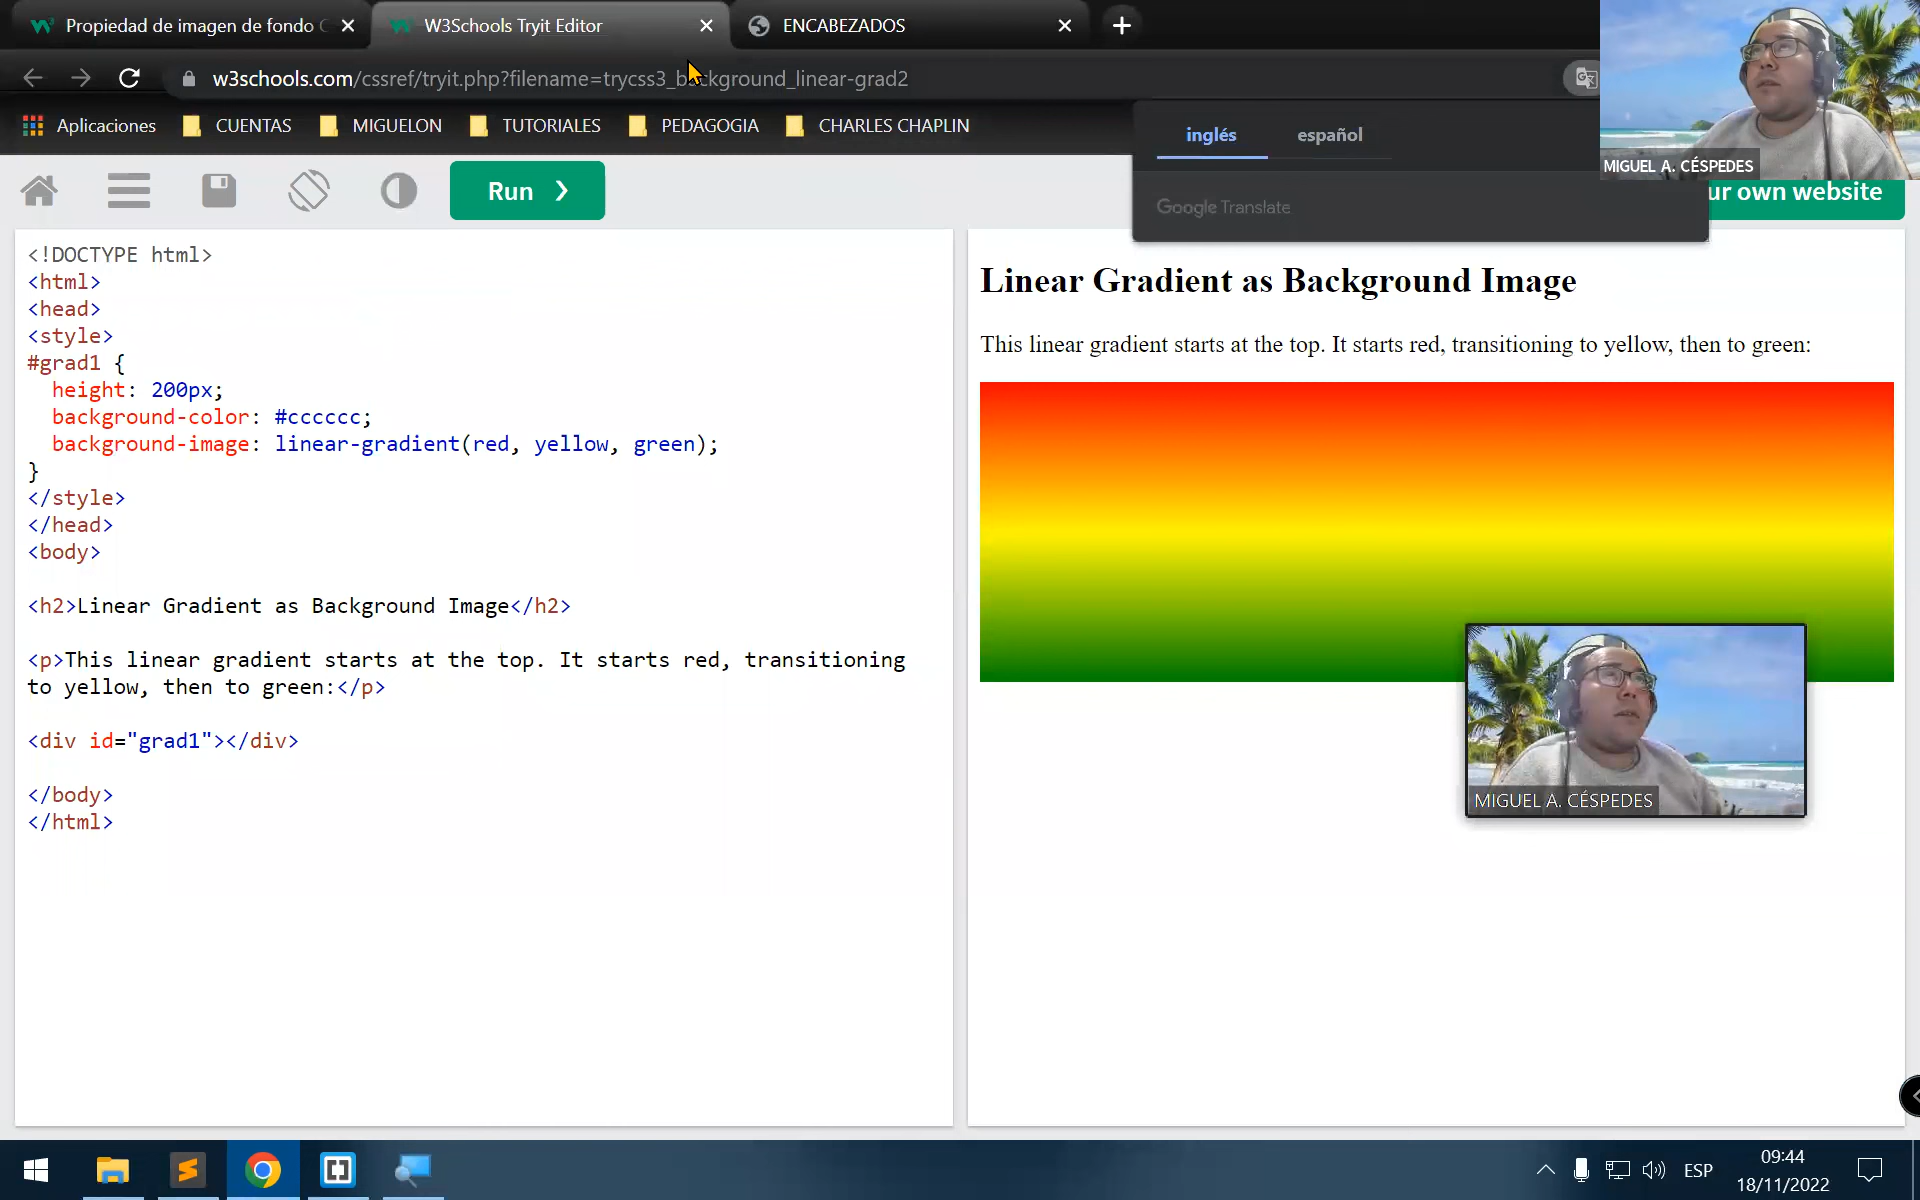 Propiedad de imagen de fondo
W3Schools Tryit Editor
ENCABEZADOS
w3schools.com/cssref/tryit.php?filename=trycss3_background_linear-grad2
Aplicaciones
CUENTAS
MIGUELON
TUTORIALES
PEDAGOGIA
CHARLES CHAPLIN
inglés
español
Google Translate
MIGUEL A. CÉSPEDES
Run ❯
ur own website
<!DOCTYPE html>
<html>
<head>
<style>
#grad1 {
  height: 200px;
  background-color: #cccccc;
  background-image: linear-gradient(red, yellow, green);
}
</style>
</head>
<body>
<h2>Linear Gradient as Background Image</h2>
<p>This linear gradient starts at the top. It starts red, transitioning
to yellow, then to green:</p>
<div id="grad1"></div>
</body>
</html>
Linear Gradient as Background Image
This linear gradient starts at the top. It starts red, transitioning to yellow, then to green:
MIGUEL A. CÉSPEDES
ESP
09:44
18/11/2022